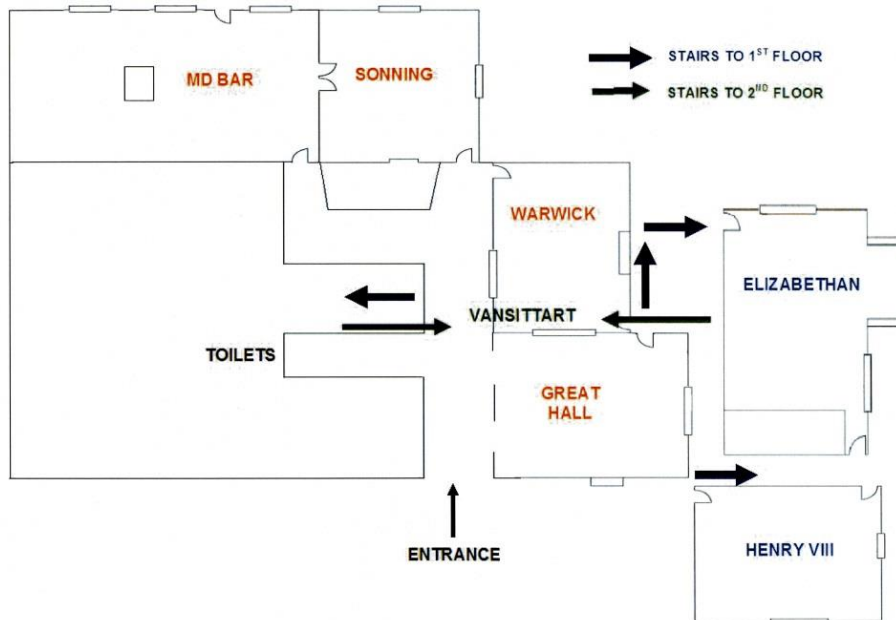 MD BAR
SONNING
STAIRS TO 1ST FLOOR
STAIRS TO 2ND FLOOR
WARWICK
ELIZABETHAN
VANSITTART
TOILETS
GREAT
HALL
ENTRANCE
HENRY VIII